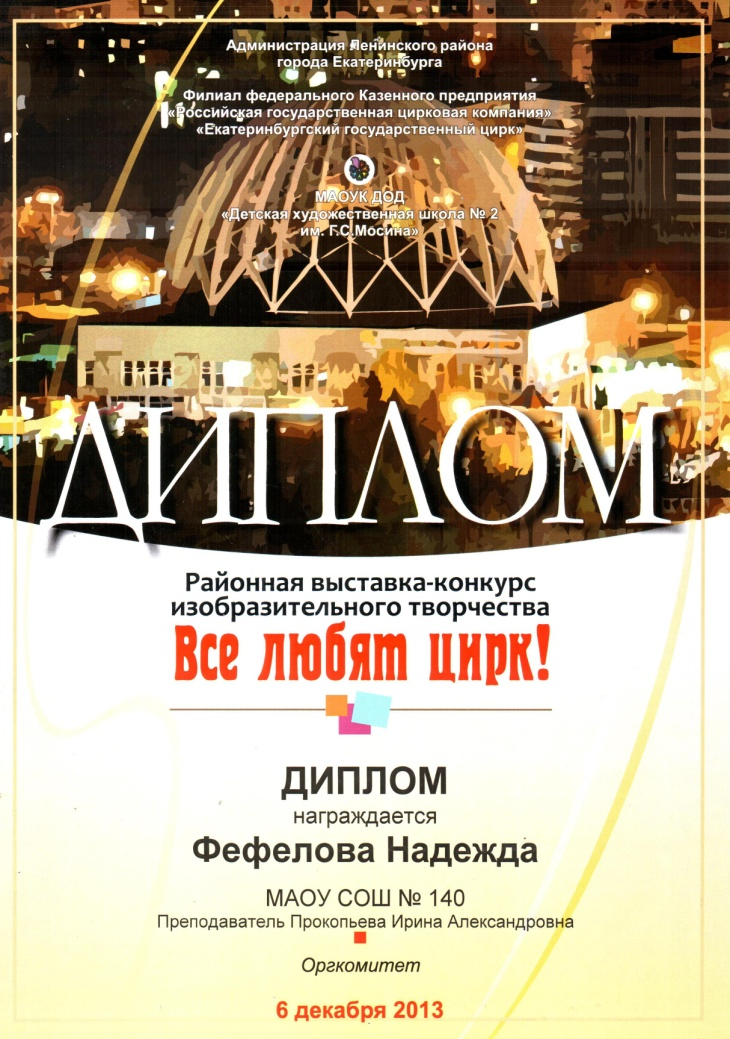 Администрация Ленинского района
города Екатеринбурга
Филиал федерального Казенного предприятия
«Российская государственная цирковая компания»
«Екатеринбургский государственный цирк»
МАОУК ДОД
«Детская художественная школа № 2
им. Г.С.Мосина»
ДИПЛОМ
Районная выставка-конкурс
изобразительного творчества
Все любят цирк!
ДИПЛОМ
награждается
Фефелова Надежда
МАОУ СОШ № 140
Преподаватель Прокопьева Ирина Александровна
Оргкомитет
6 декабря 2013